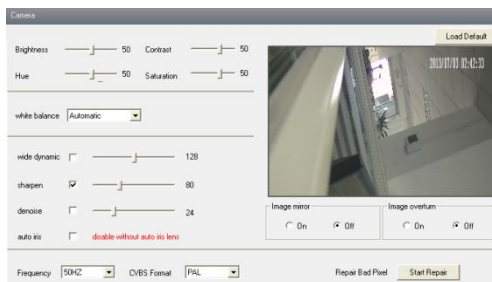 Camera
Load Default
Brightness 50 Contrast 50
Hue 50 Saturation 50
2013/07/03 02:42:33
white balance Automatic
wide dynamic 128
sharpen 80
denoise 24
auto iris disable without auto iris lens
Image mirror Image overturn
On Off On Off
Frequency 50HZ CVBS Format PAL Repair Bad Pixel Start Repair